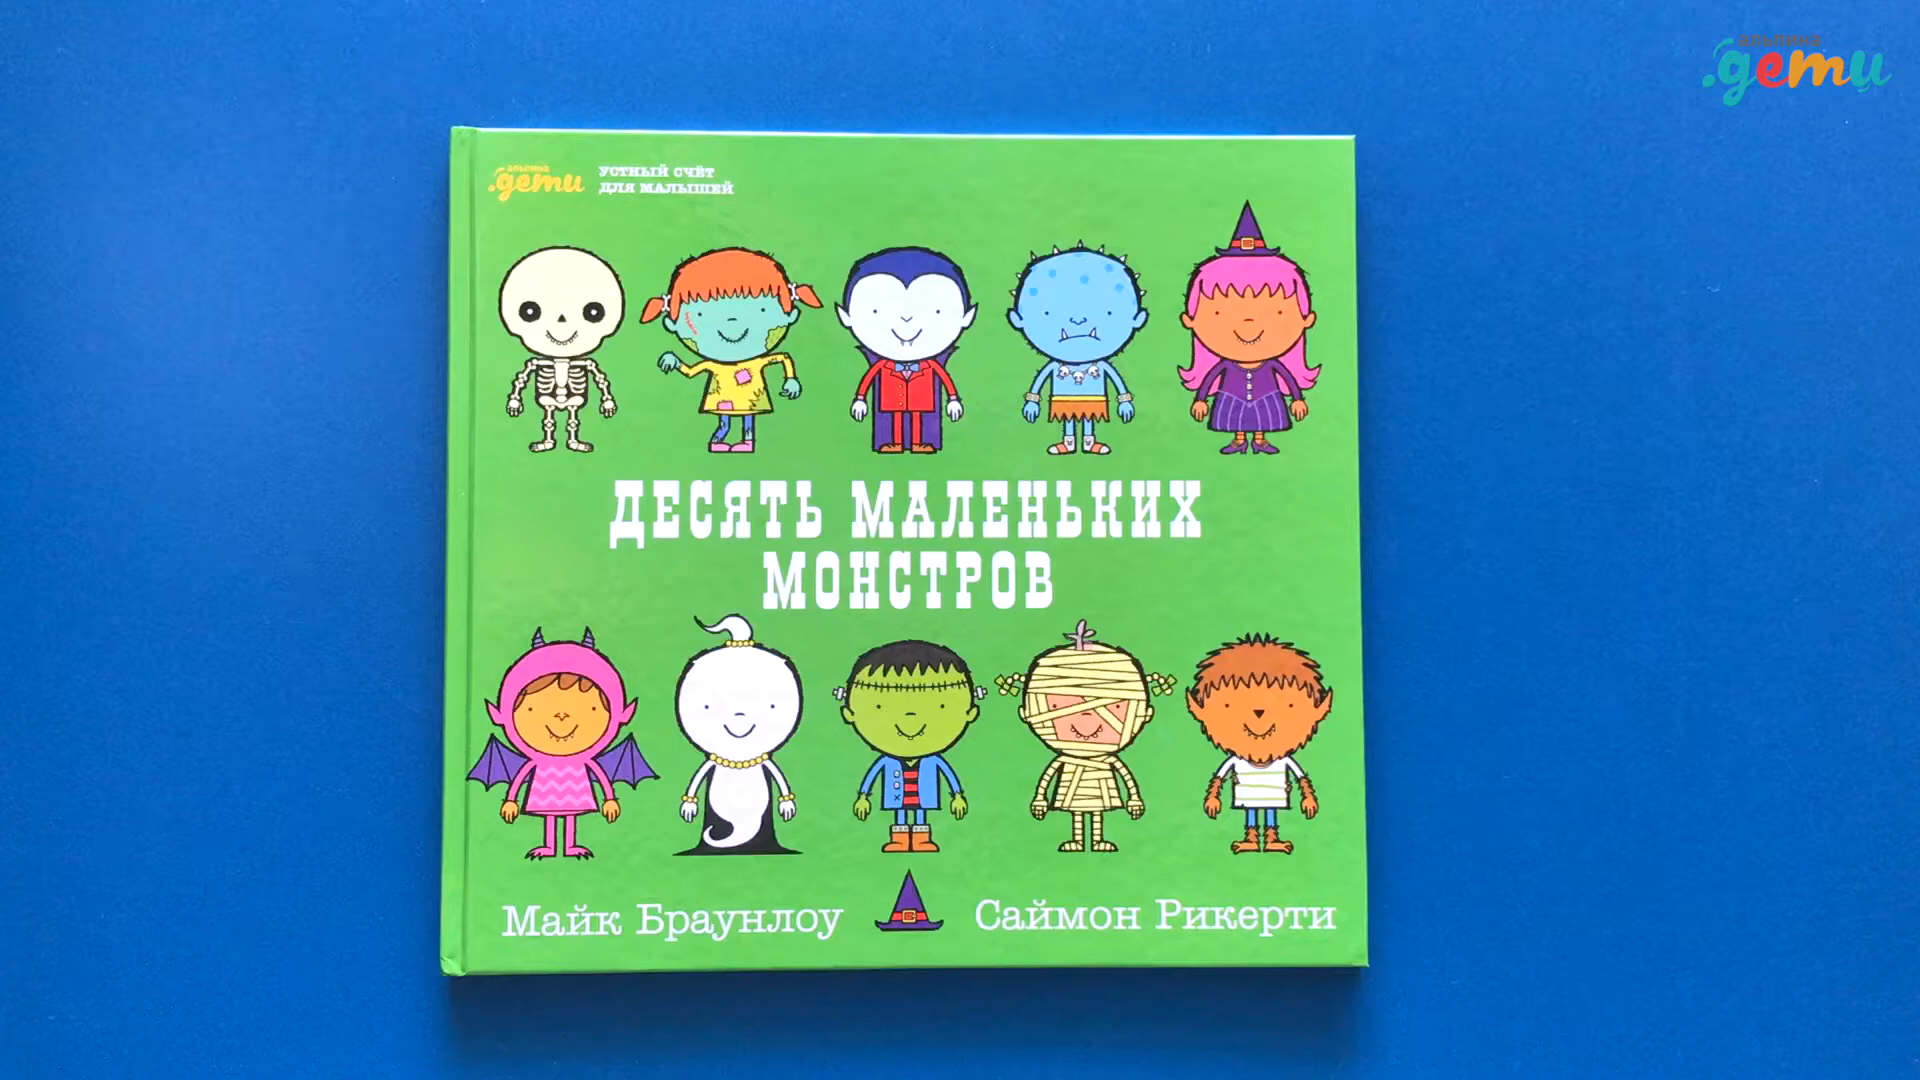 альпина
.дети
альпина
.дети
УСТНЫЙ СЧЁТ
ДЛЯ МАЛЫШЕЙ
ДЕСЯТЬ МАЛЕНЬКИХ
МОНСТРОВ
Майк Браунлоу
Саймон Рикерти